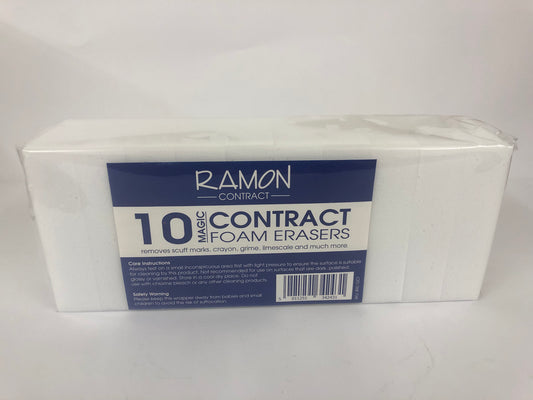 RAMON
CONTRACT
10 MAGIC CONTRACT
FOAM ERASERS
removes scuff marks, crayon, grime, limescale and much more.
Care Instructions
Always test on a small inconspicuous area first with light pressure to ensure the surface is suitable
for cleaning by this product. Not recommended for use on surfaces that are dark, polished,
glossy or varnished. Store in a cool dry place. Do not
use with chlorine bleach or any other cleaning products.
Safety Warning
Please keep this wrapper away from babies and small
children to avoid the risk of suffocation.